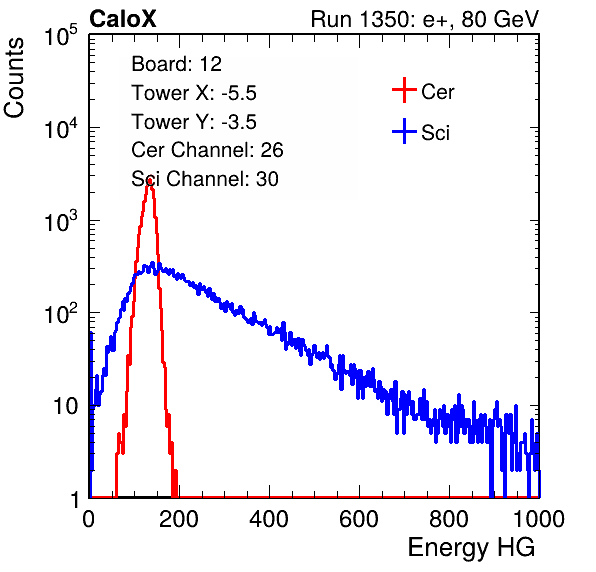 CaloX Run 1350: e+, 80 GeV
Counts
Board: 12
Tower X: -5.5
Tower Y: -3.5
Cer Channel: 26
Sci Channel: 30
Cer
Sci
10^5
10^4
10^3
10^2
10
1
0 200 400 600 800 1000
Energy HG